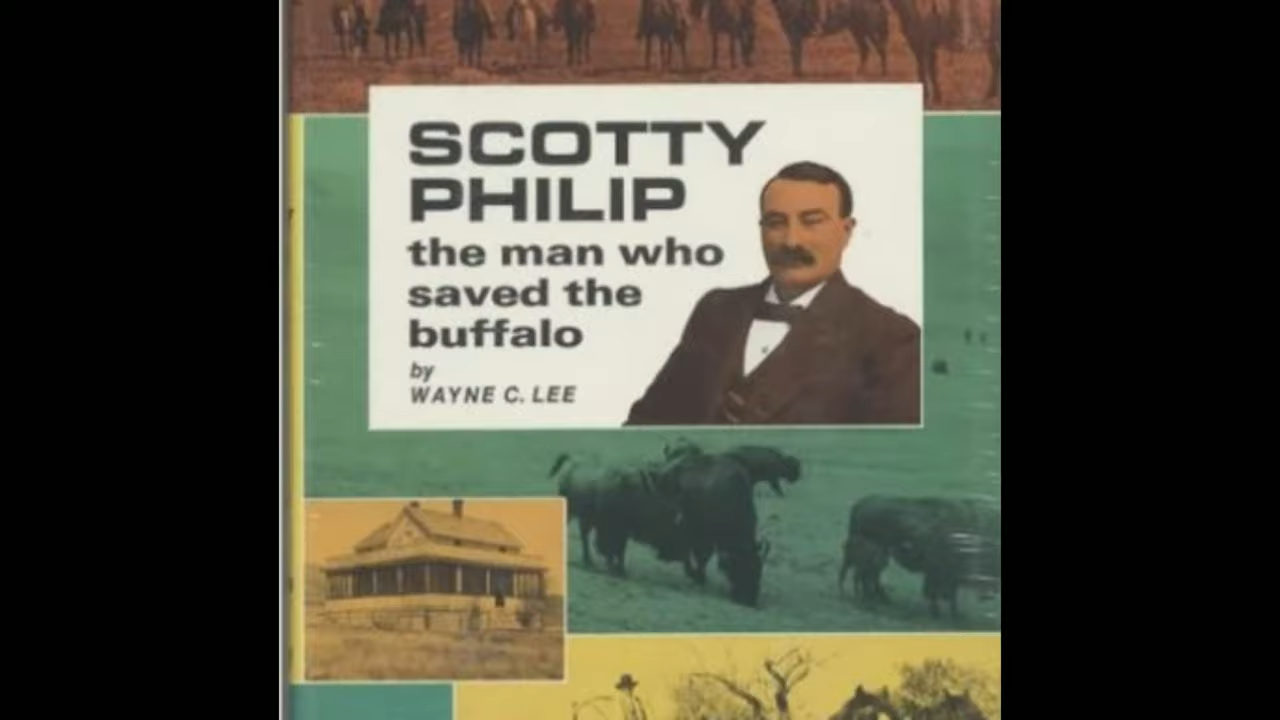 SCOTTY
PHILIP
the man who
saved the
buffalo
by
WAYNE C. LEE